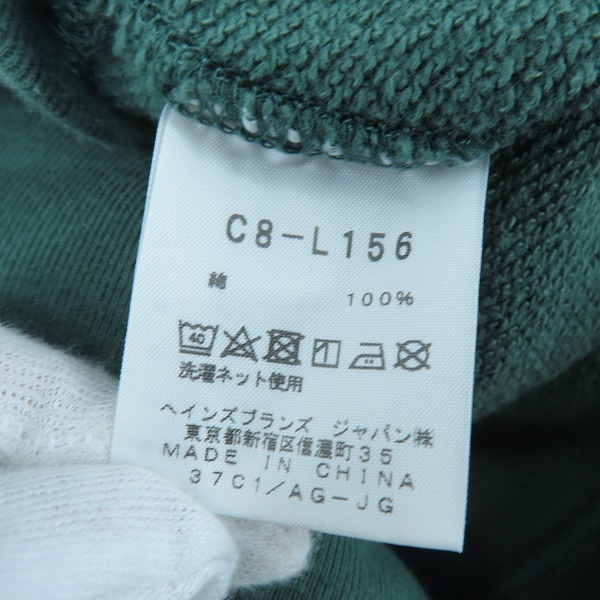 C8-L156
綿 100%
40
洗濯ネット使用
ヘインズブランズ ジャパン㈱
東京都新宿区信濃町35
MADE IN CHINA
37C1/AG-JG